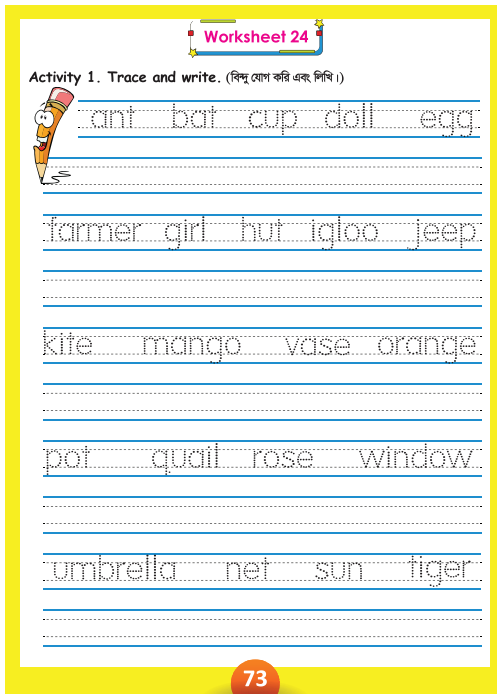 Worksheet 24
Activity 1. Trace and write. (বিন্দু যোগ করি এবং লিখি।)
ant bat cup doll egg
farmer girl hut igloo jeep
kite mango vase orange
pot quail rose window
umbrella net sun tiger
73